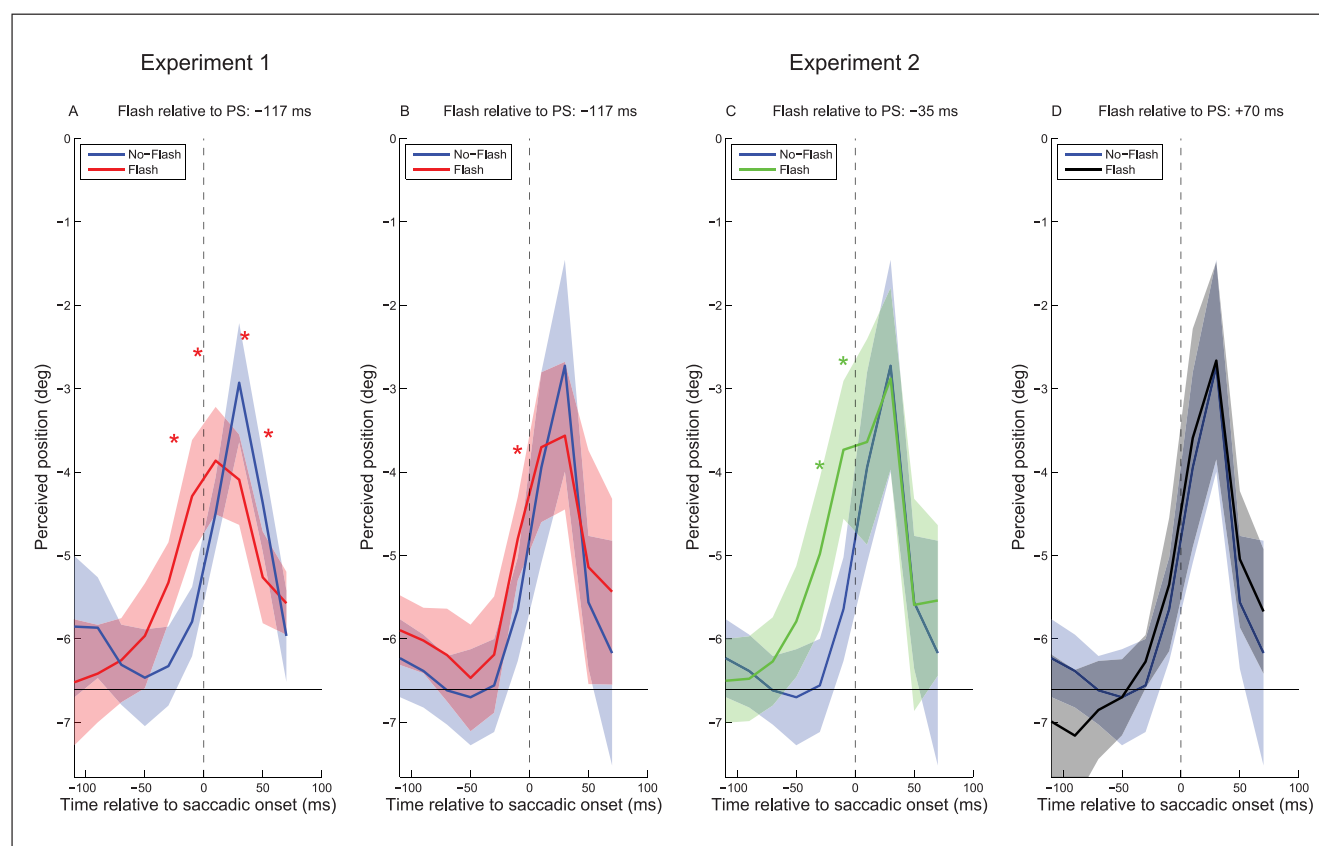 Experiment 1
Experiment 2
A Flash relative to PS: −117 ms
B Flash relative to PS: −117 ms
C Flash relative to PS: −35 ms
D Flash relative to PS: +70 ms
No−Flash
Flash
No−Flash
Flash
No−Flash
Flash
No−Flash
Flash
Perceived position (deg)
0
−1
−2
−3
−4
−5
−6
−7
* * * *
−100 −50 0 50 100
Time relative to saccadic onset (ms)
Perceived position (deg)
0
−1
−2
−3
−4
−5
−6
−7
*
−100 −50 0 50 100
Time relative to saccadic onset (ms)
Perceived position (deg)
0
−1
−2
−3
−4
−5
−6
−7
* *
−100 −50 0 50 100
Time relative to saccadic onset (ms)
Perceived position (deg)
0
−1
−2
−3
−4
−5
−6
−7
−100 −50 0 50 100
Time relative to saccadic onset (ms)